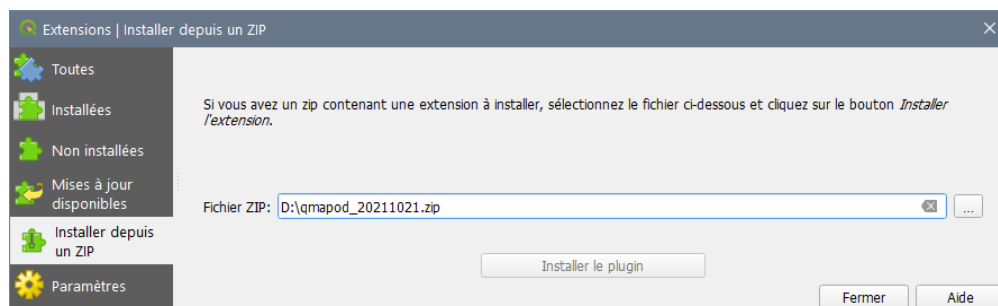 Extensions | Installer depuis un ZIP
Toutes
Installées
Non installées
Mises à jour
disponibles
Installer depuis
un ZIP
Paramètres
Si vous avez un zip contenant une extension à installer, sélectionnez le fichier ci-dessous et cliquez sur le bouton Installer
l'extension.
Fichier ZIP: D:\qmapod_20211021.zip ...
Installer le plugin
Fermer Aide